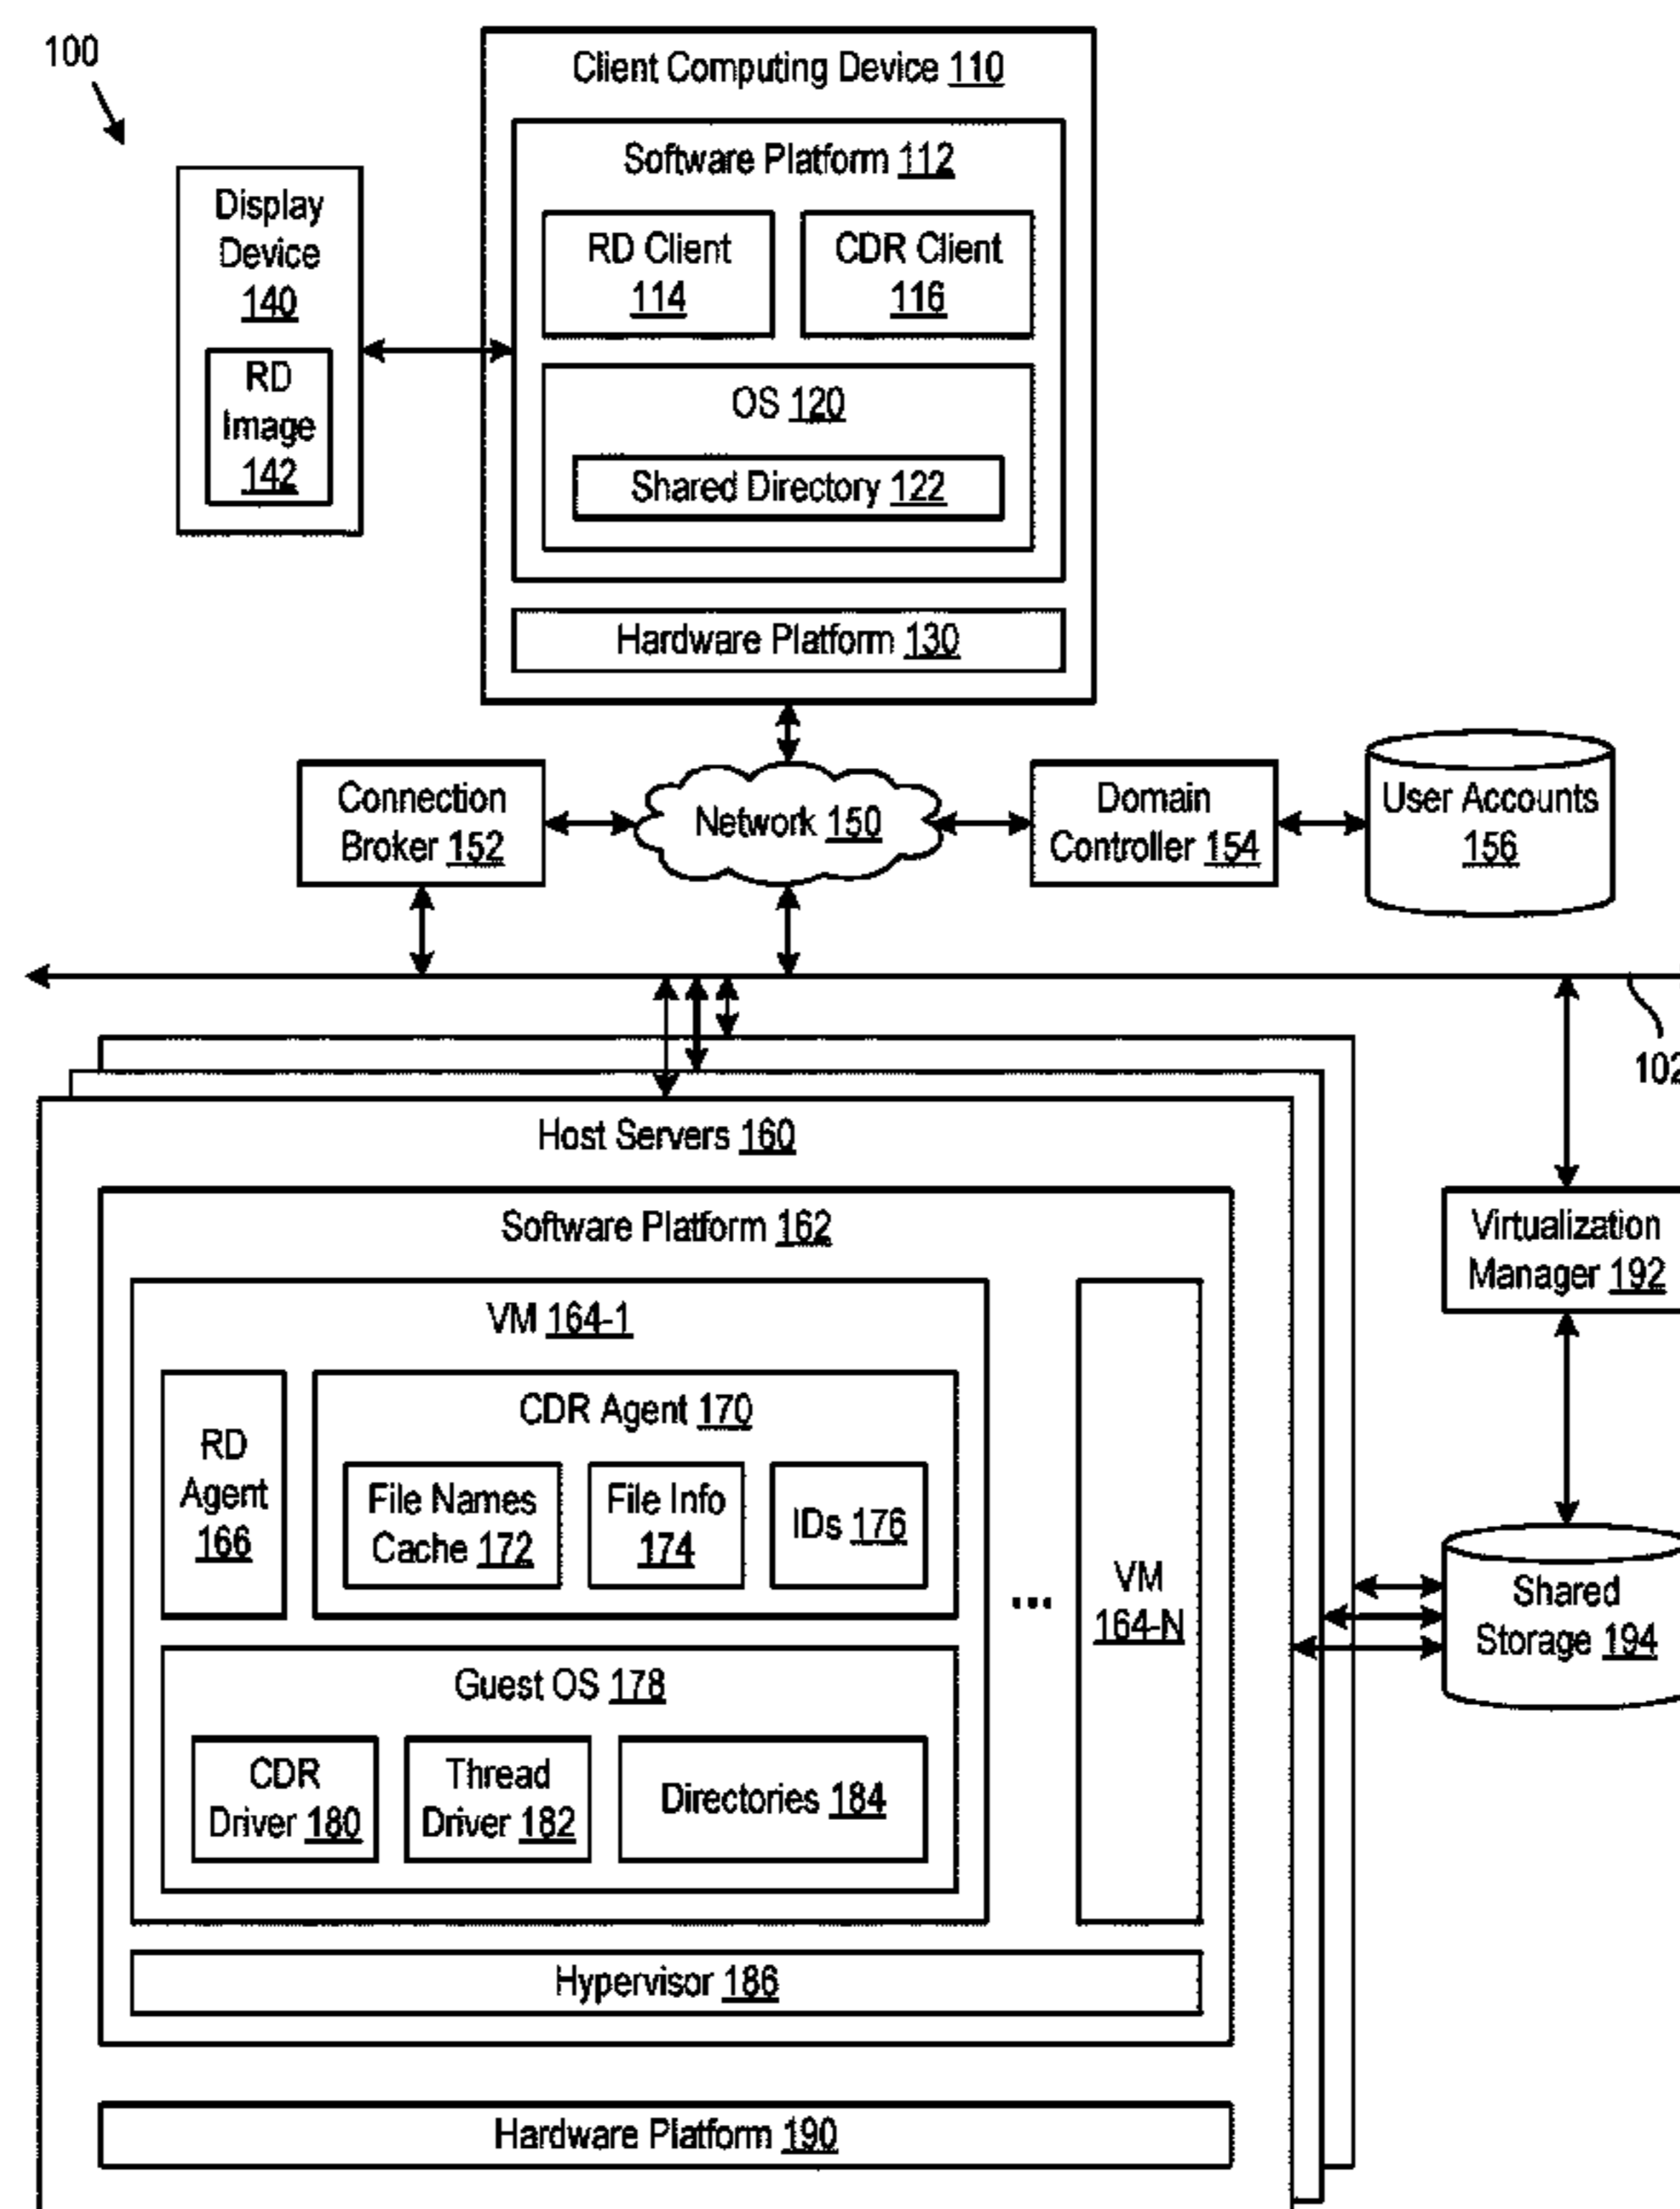 100
Client Computing Device 110
Software Platform 112
Display
Device
140
RD Client
114
CDR Client
116
RD
Image
142
OS 120
Shared Directory 122
Hardware Platform 130
Connection
Broker 152
Network 150
Domain
Controller 154
User Accounts
156
102
Host Servers 160
Software Platform 162
Virtualization
Manager 192
VM 164-1
RD
Agent
166
CDR Agent 170
File Names
Cache 172
File Info
174
IDs 176
...
VM
164-N
Shared
Storage 194
Guest OS 178
CDR
Driver 180
Thread
Driver 182
Directories 184
Hypervisor 186
Hardware Platform 190